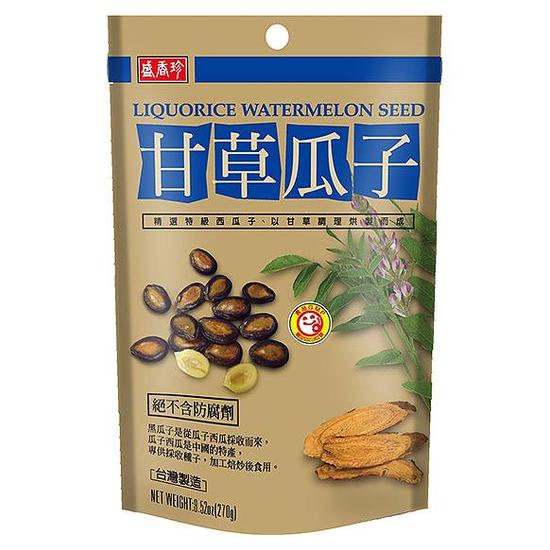 盛香珍
LIQUORICE WATERMELON SEED
甘草瓜子
精選特級西瓜子、以甘草調理烘製而成
絕不含防腐劑
黑瓜子是從瓜子西瓜採收而來，
瓜子西瓜是中國的特產，
專供採收種子，加工焙炒後食用。
台灣製造
NET WEIGHT:9.52oz(270g)